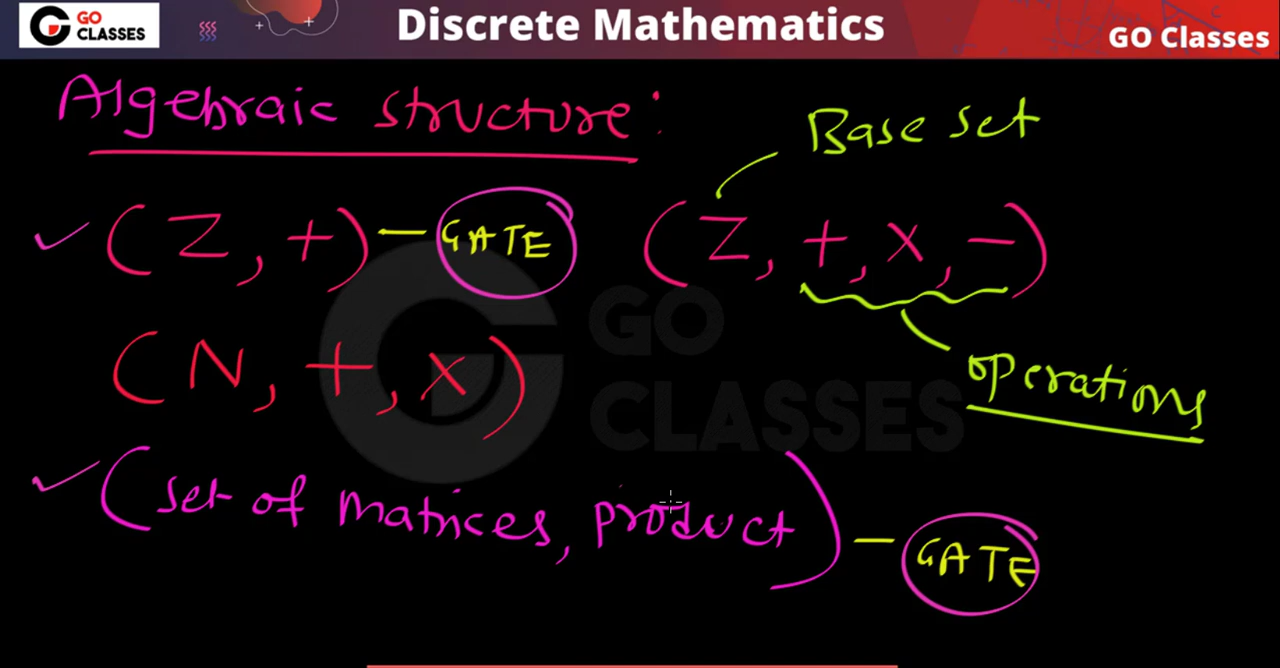 GO CLASSES
Discrete Mathematics
GO Classes
Algebraic structure:
Base set
(Z, +) — GATE
(Z, +, x, −)
operations
(N, +, x)
GO
CLASSES
(set of matrices, product) — GATE